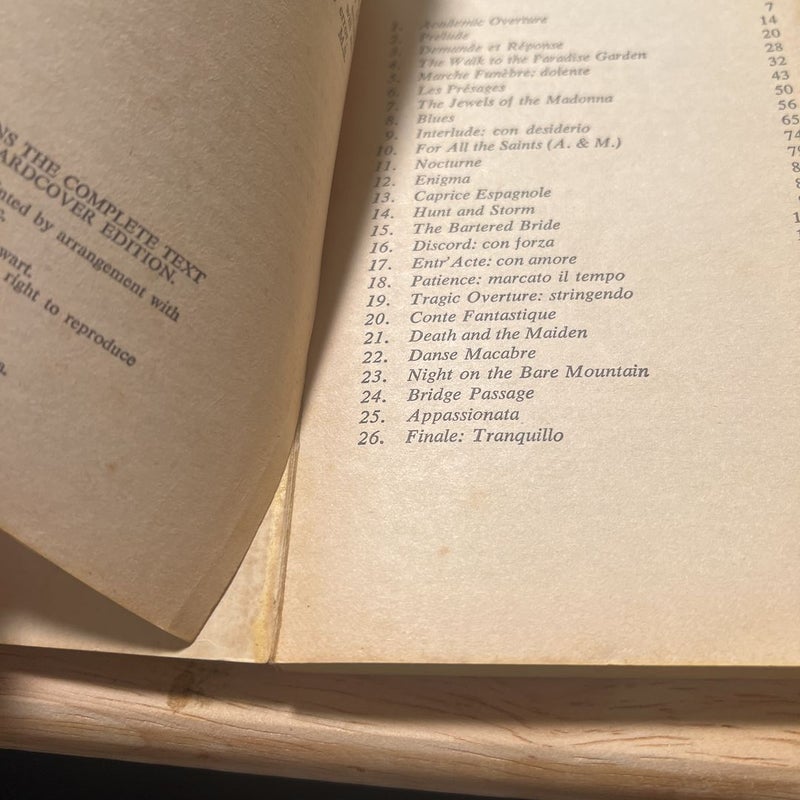 NS THE COMPLETE TEXT
ARDCOVER EDITION.
nted by arrangement with
wart.
right to reproduce
1. Academic Overture 7
2. Prelude 14
3. Demande et Réponse 20
4. The Walk to the Paradise Garden 28
5. Marche Funèbre: dolente 32
6. Les Présages 43
7. The Jewels of the Madonna 50
8. Blues 56
9. Interlude: con desiderio 65
10. For All the Saints (A. & M.) 74
11. Nocturne
12. Enigma
13. Caprice Espagnole
14. Hunt and Storm
15. The Bartered Bride
16. Discord: con forza
17. Entr'Acte: con amore
18. Patience: marcato il tempo
19. Tragic Overture: stringendo
20. Conte Fantastique
21. Death and the Maiden
22. Danse Macabre
23. Night on the Bare Mountain
24. Bridge Passage
25. Appassionata
26. Finale: Tranquillo